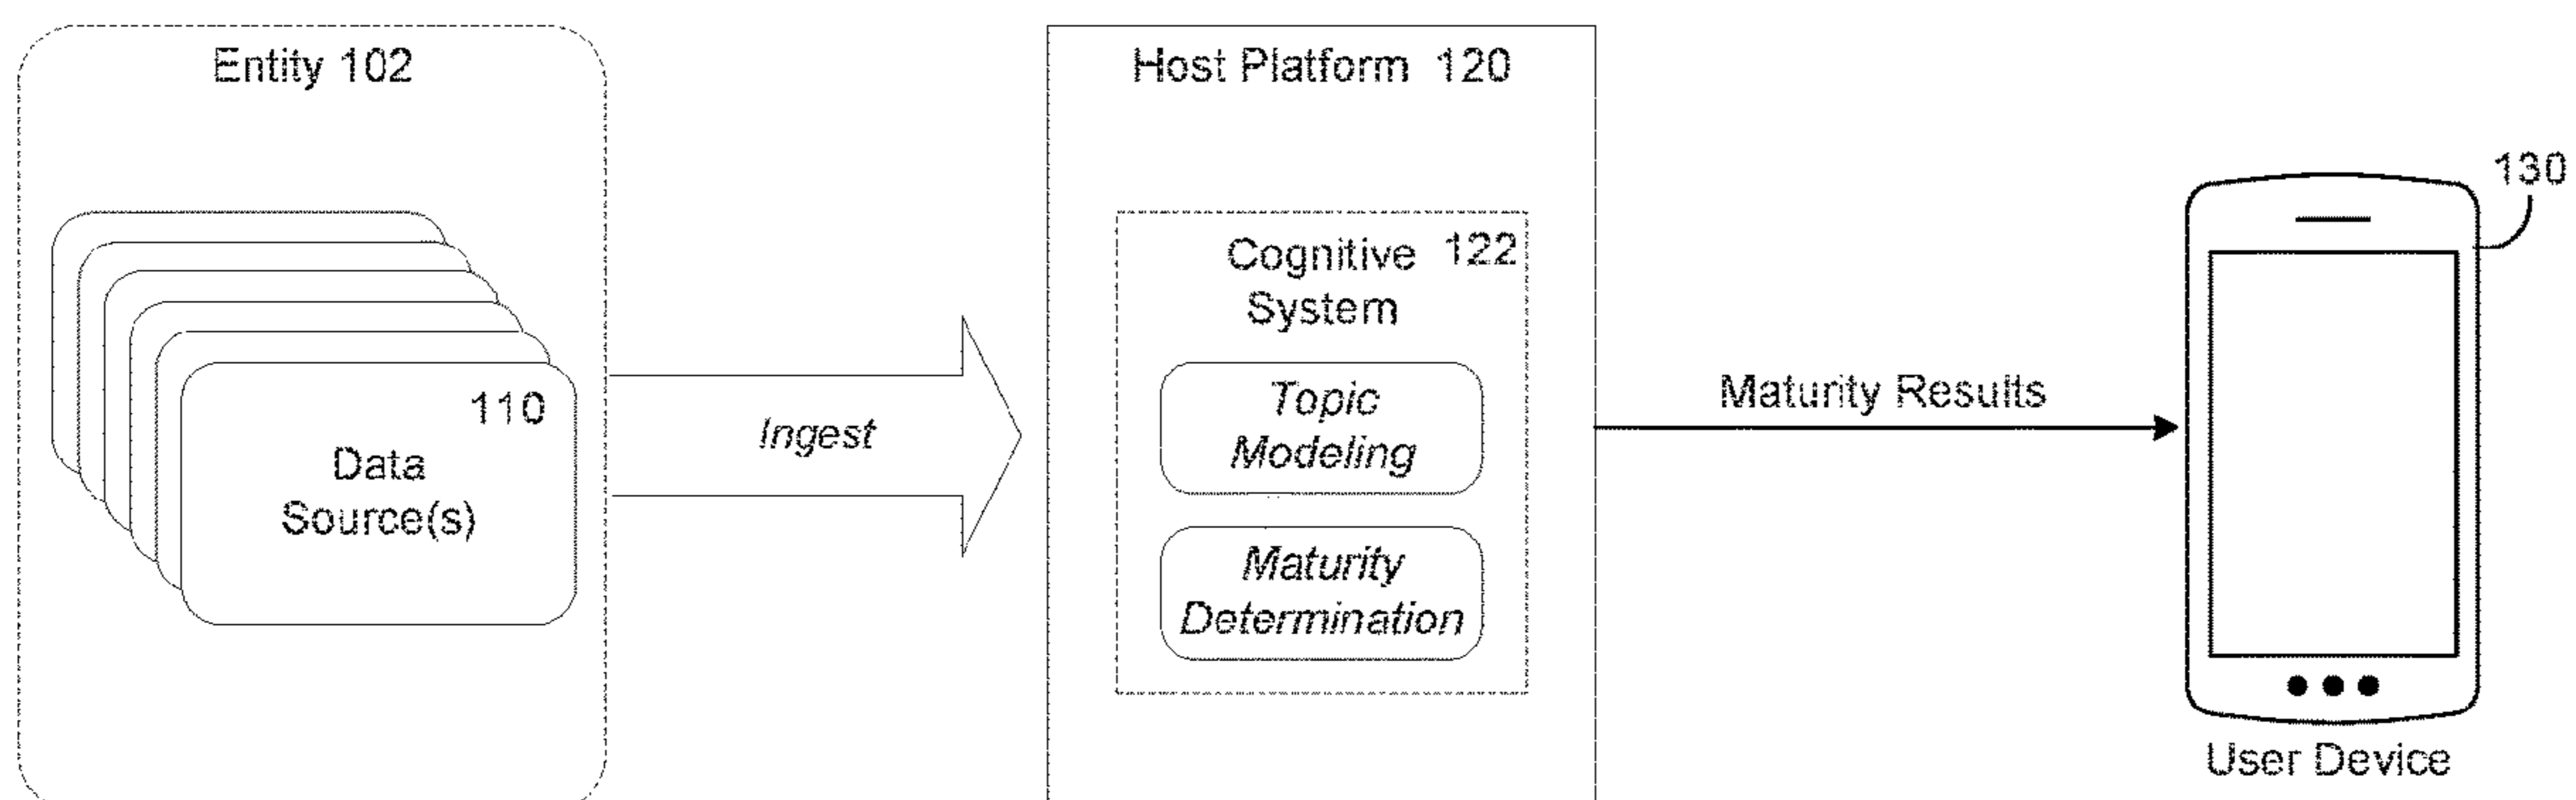 Entity 102
110
Data
Source(s)
Ingest
Host Platform 120
Cognitive 122
System
Topic
Modeling
Maturity
Determination
Maturity Results
130
User Device